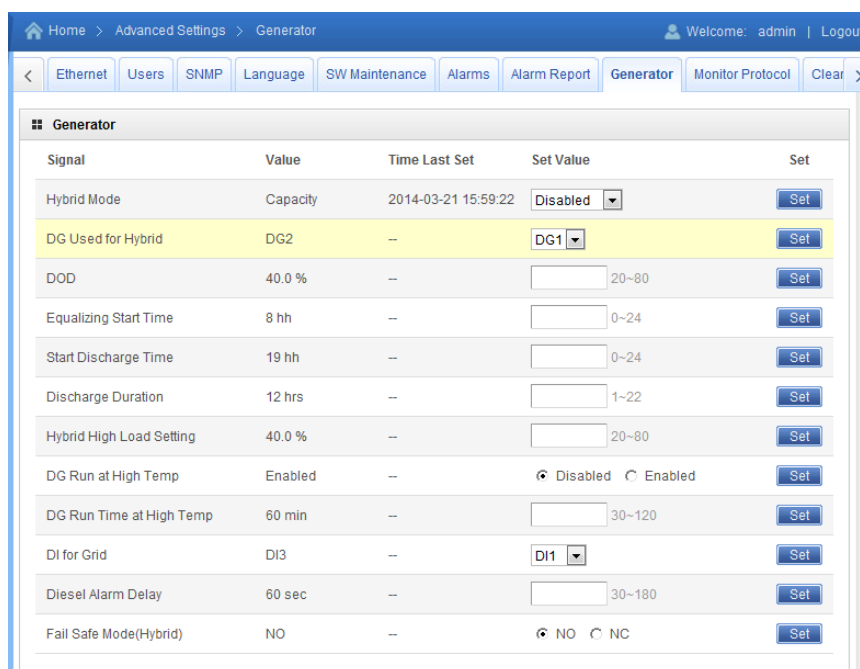 Home > Advanced Settings > Generator Welcome: admin | Logou
< Ethernet Users SNMP Language SW Maintenance Alarms Alarm Report Generator Monitor Protocol Clear >
Generator
Signal Value Time Last Set Set Value Set
Hybrid Mode Capacity 2014-03-21 15:59:22 Disabled Set
DG Used for Hybrid DG2 -- DG1 Set
DOD 40.0 % -- 20~80 Set
Equalizing Start Time 8 hh -- 0~24 Set
Start Discharge Time 19 hh -- 0~24 Set
Discharge Duration 12 hrs -- 1~22 Set
Hybrid High Load Setting 40.0 % -- 20~80 Set
DG Run at High Temp Enabled -- Disabled Enabled Set
DG Run Time at High Temp 60 min -- 30~120 Set
DI for Grid DI3 -- DI1 Set
Diesel Alarm Delay 60 sec -- 30~180 Set
Fail Safe Mode(Hybrid) NO -- NO NC Set